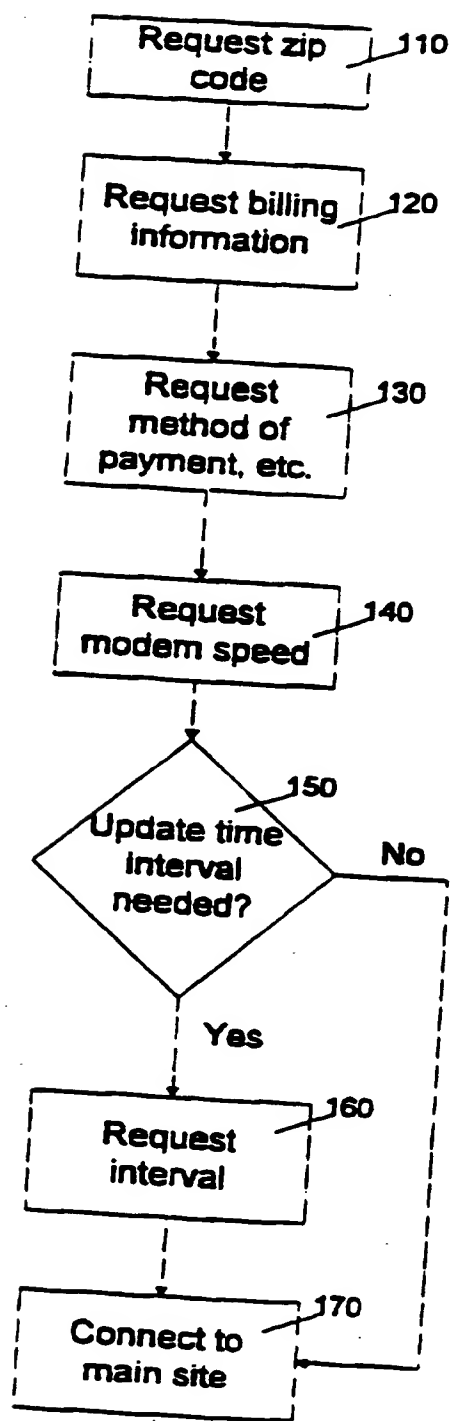 Request zip
code
110
Request billing
information
120
Request
method of
payment, etc.
130
Request
modem speed
140
150
Update time
interval
needed?
No
Yes
160
Request
interval
170
Connect to
main site